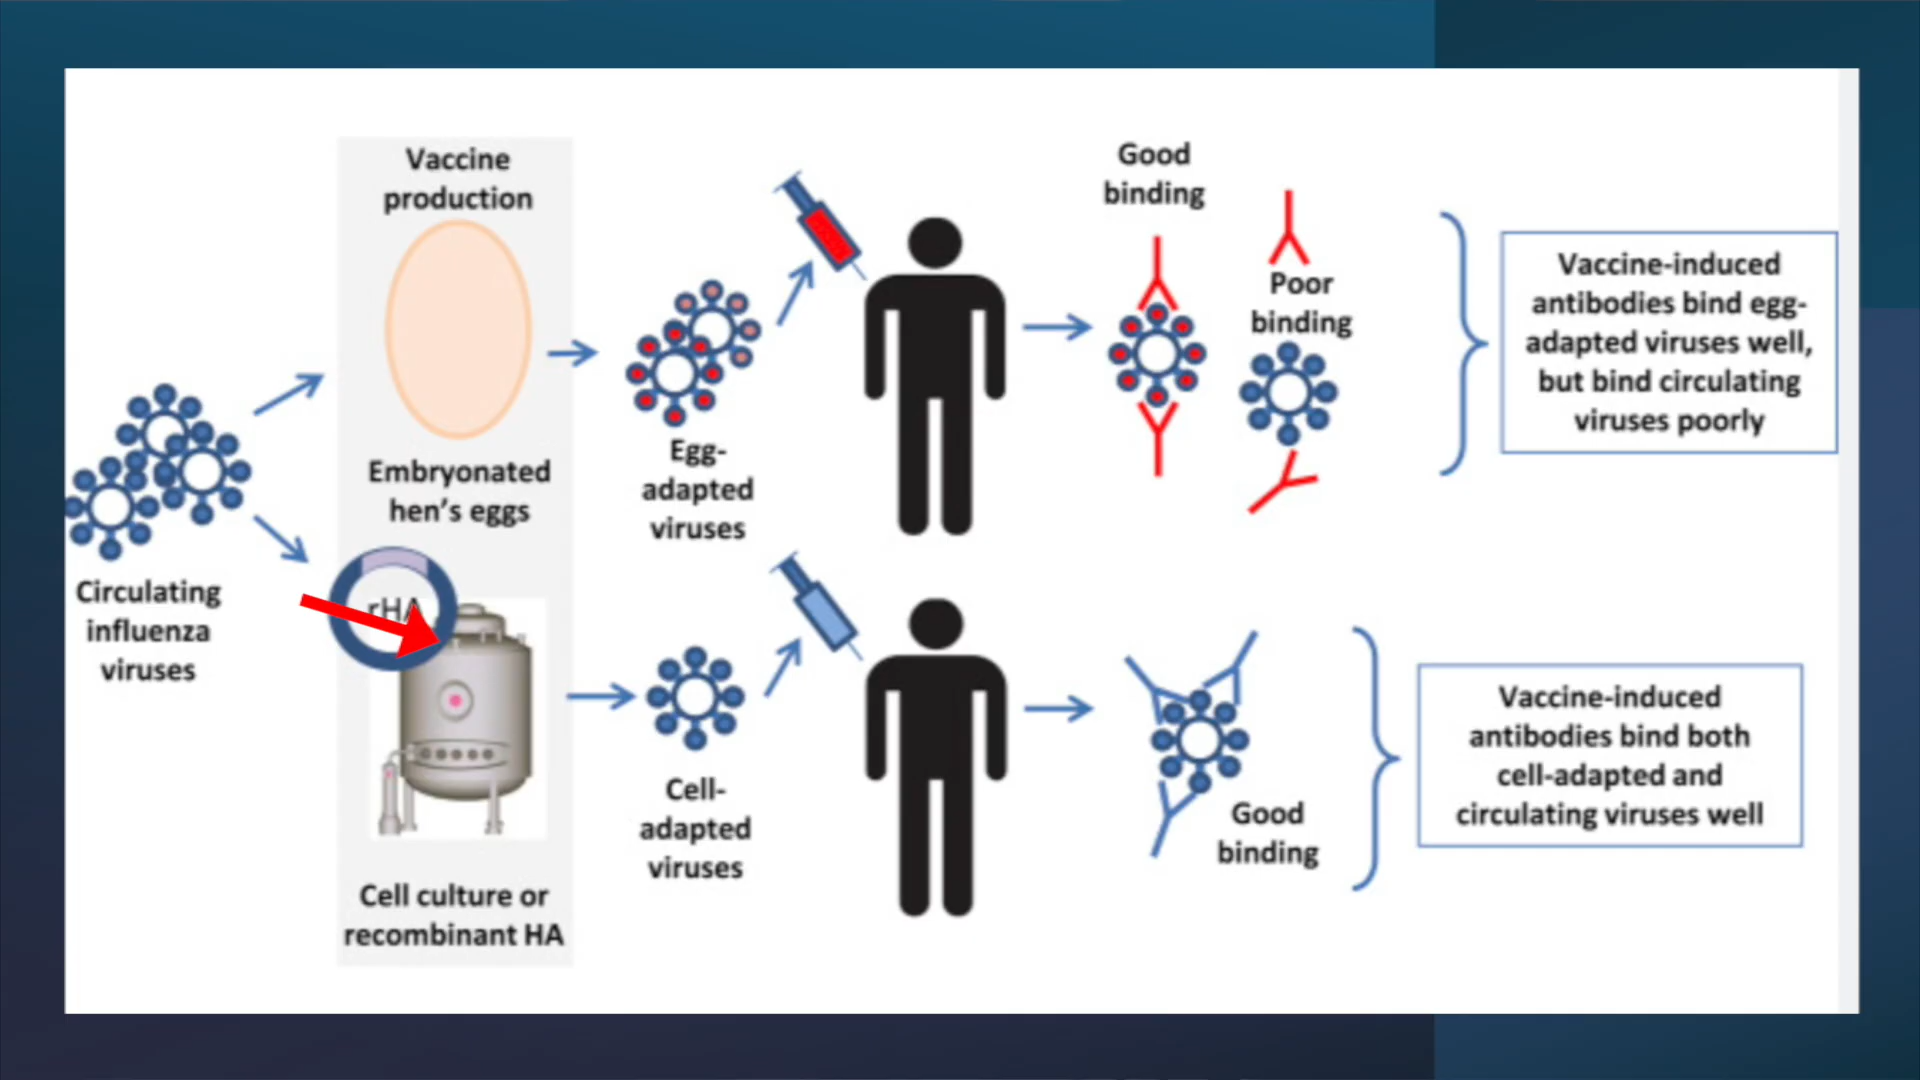 Vaccine
production
Embryonated
hen's eggs
Circulating
influenza
viruses
rHA
Cell culture or
recombinant HA
Egg-
adapted
viruses
Cell-
adapted
viruses
Good
binding
Poor
binding
Vaccine-induced
antibodies bind egg-
adapted viruses well,
but bind circulating
viruses poorly
Good
binding
Vaccine-induced
antibodies bind both
cell-adapted and
circulating viruses well